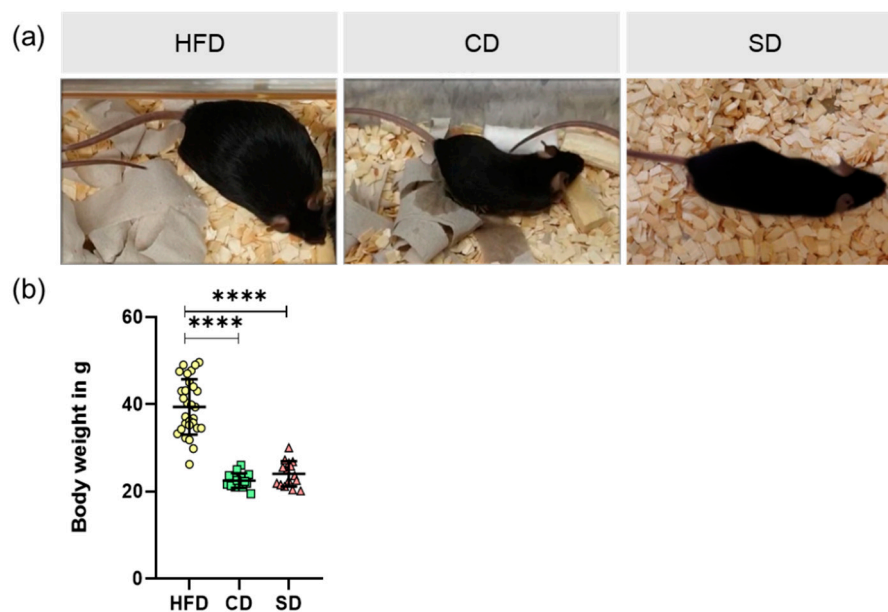 (a)
HFD CD SD
(b)
****
****
60
40
20
0
Body weight in g
HFD CD SD